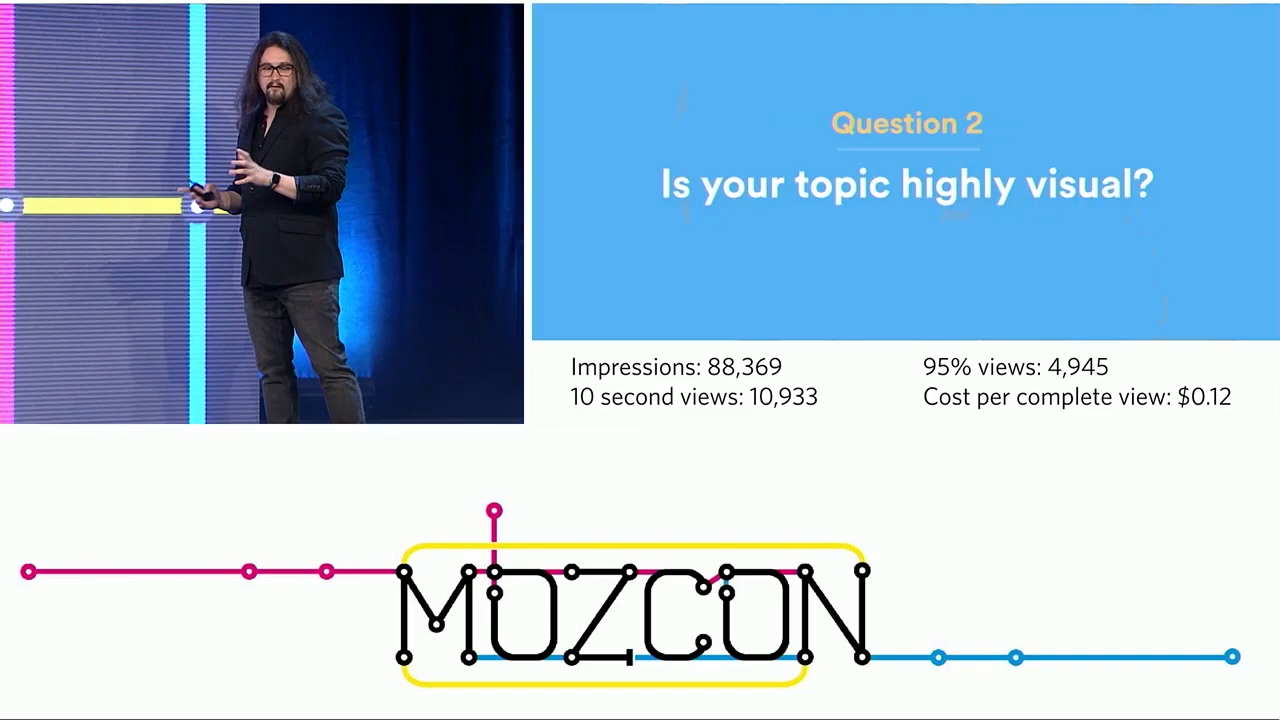 Question 2
Is your topic highly visual?
Impressions: 88,369
10 second views: 10,933
95% views: 4,945
Cost per complete view: $0.12
MOZCON